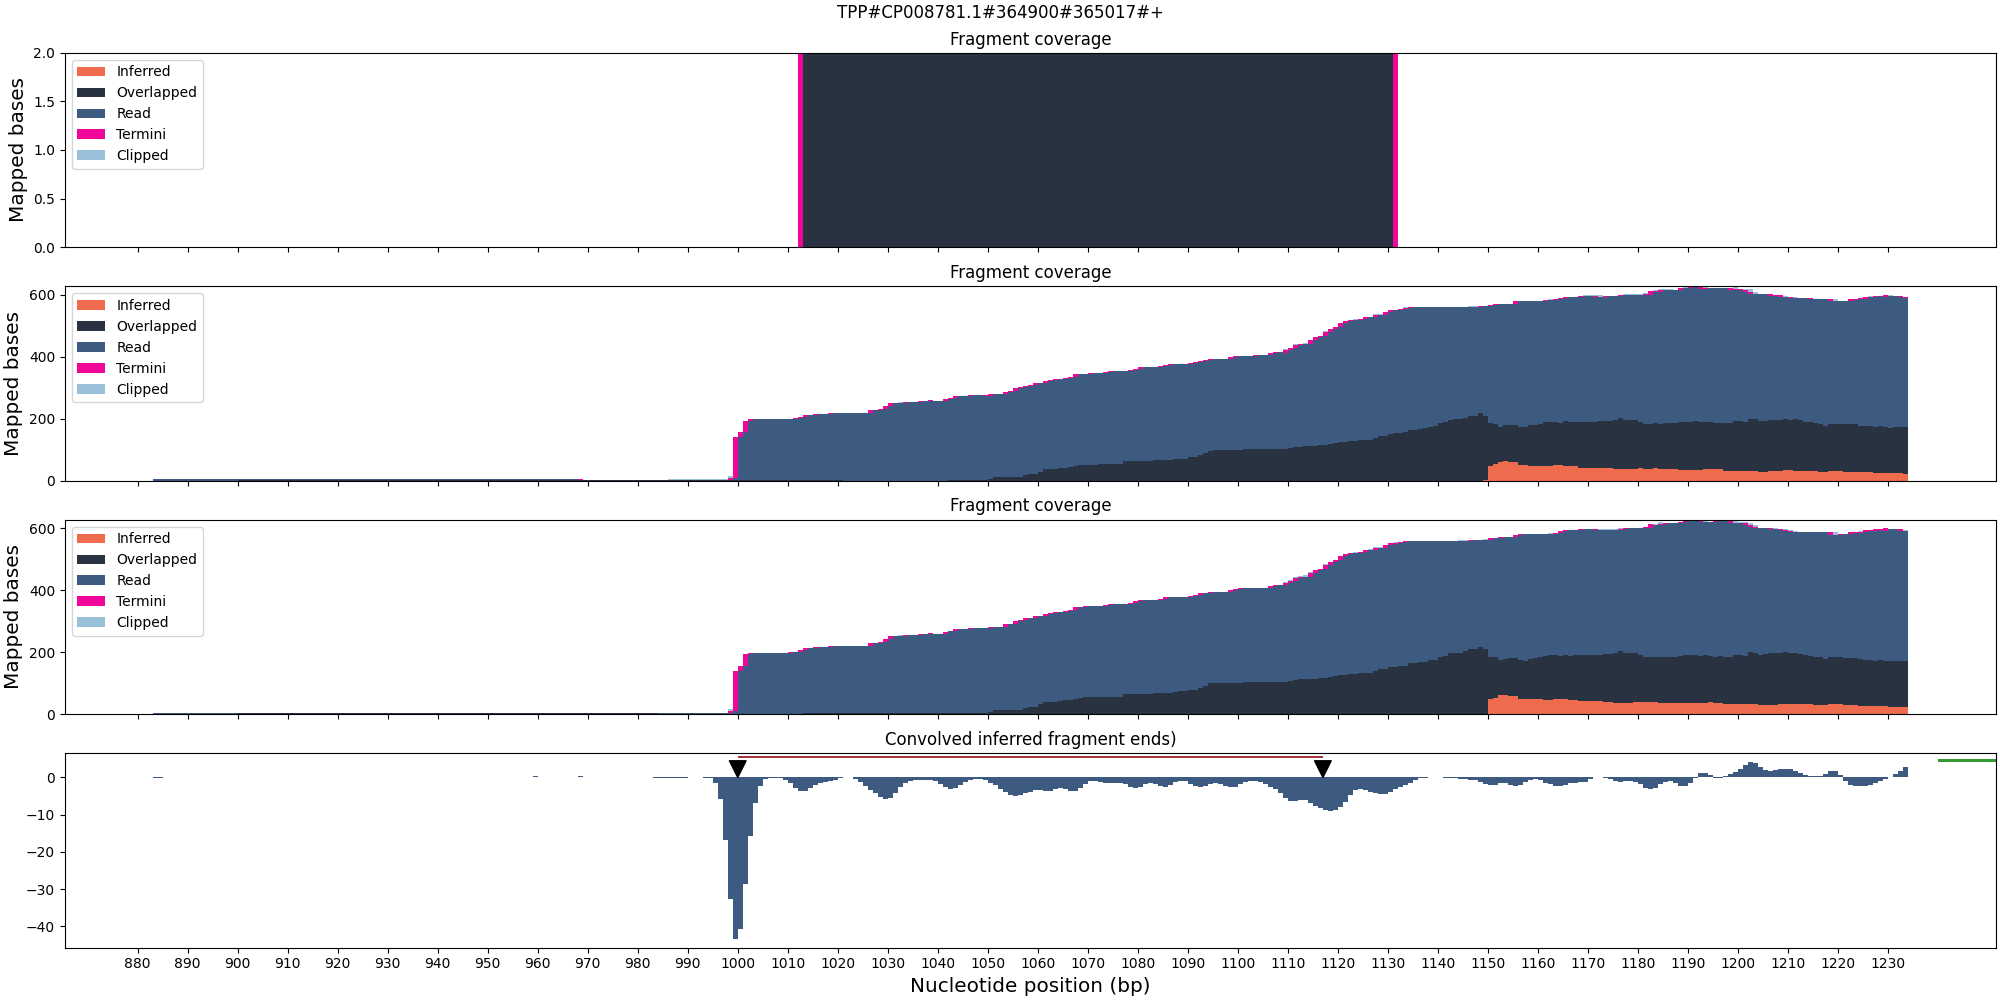 TPP#CP008781.1#364900#365017#+
Fragment coverage
Mapped bases
2.0
1.5
1.0
0.5
0.0
Inferred
Overlapped
Read
Termini
Clipped
Fragment coverage
Mapped bases
600
400
200
0
Inferred
Overlapped
Read
Termini
Clipped
Fragment coverage
Mapped bases
600
400
200
0
Inferred
Overlapped
Read
Termini
Clipped
Convolved inferred fragment ends)
0
−10
−20
−30
−40
880 890 900 910 920 930 940 950 960 970 980 990 1000 1010 1020 1030 1040 1050 1060 1070 1080 1090 1100 1110 1120 1130 1140 1150 1160 1170 1180 1190 1200 1210 1220 1230
Nucleotide position (bp)